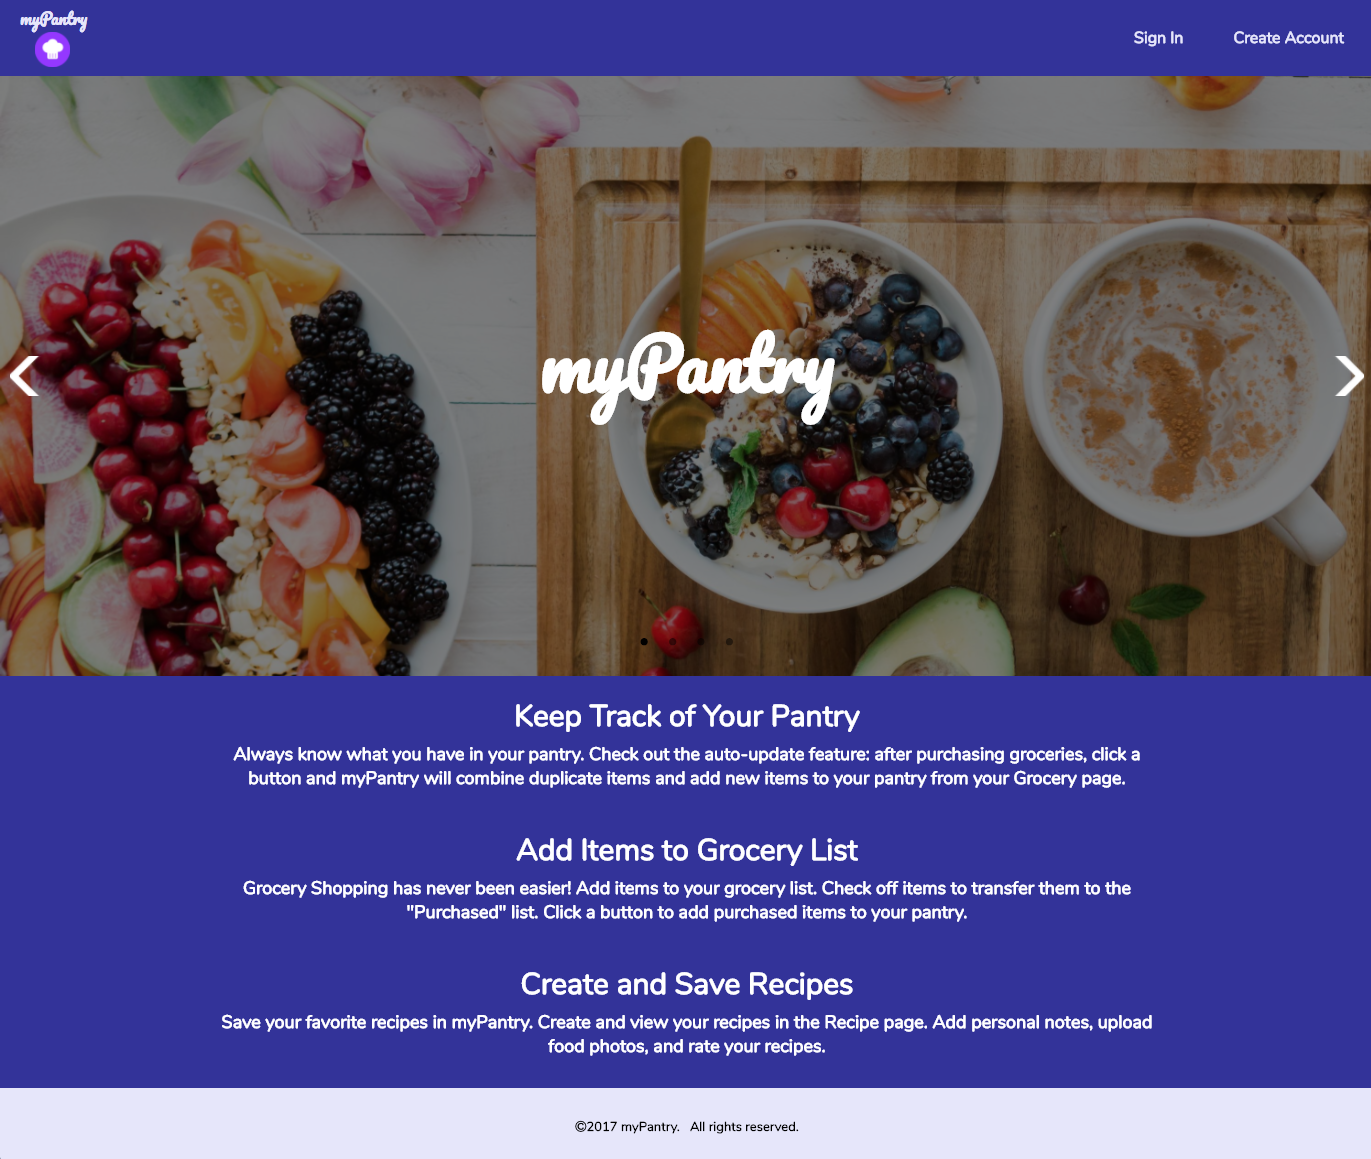 myPantry
Sign In
Create Account
myPantry
Keep Track of Your Pantry
Always know what you have in your pantry. Check out the auto-update feature: after purchasing groceries, click a
button and myPantry will combine duplicate items and add new items to your pantry from your Grocery page.
Add Items to Grocery List
Grocery Shopping has never been easier! Add items to your grocery list. Check off items to transfer them to the
"Purchased" list. Click a button to add purchased items to your pantry.
Create and Save Recipes
Save your favorite recipes in myPantry. Create and view your recipes in the Recipe page. Add personal notes, upload
food photos, and rate your recipes.
©2017 myPantry. All rights reserved.